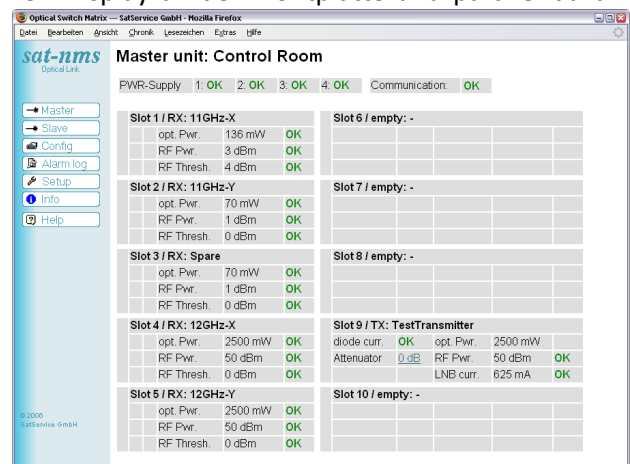 Optical Switch Matrix --- SatService GmbH - Mozilla Firefox
Datei Bearbeiten Ansicht Chronik Lesezeichen Extras Hilfe
sat-nms
Optical Link
Master unit: Control Room
PWR-Supply 1: OK 2: OK 3: OK 4: OK Communication: OK
Master
Slave
Config
Alarm log
Setup
Info
Help
Slot 1 / RX: 11GHz-X
opt. Pwr. 136 mW OK
RF Pwr. 3 dBm OK
RF Thresh. 4 dBm OK
Slot 2 / RX: 11GHz-Y
opt. Pwr. 70 mW OK
RF Pwr. 1 dBm OK
RF Thresh. 0 dBm OK
Slot 3 / RX: Spare
opt. Pwr. 70 mW OK
RF Pwr. 1 dBm OK
RF Thresh. 0 dBm OK
Slot 4 / RX: 12GHz-X
opt. Pwr. 2500 mW OK
RF Pwr. 50 dBm OK
RF Thresh. 0 dBm OK
Slot 5 / RX: 12GHz-Y
opt. Pwr. 2500 mW OK
RF Pwr. 50 dBm OK
RF Thresh. 0 dBm OK
Slot 6 / empty: -
Slot 7 / empty: -
Slot 8 / empty: -
Slot 9 / TX: TestTransmitter
diode curr. OK opt. Pwr. 2500 mW
Attenuator 0 dB RF Pwr. 50 dBm OK
LNB curr. 625 mA OK
Slot 10 / empty: -
© 2006
SatService GmbH